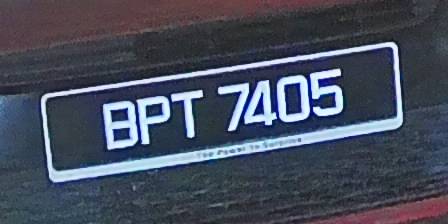 BPT 7405
The Power to Surprise